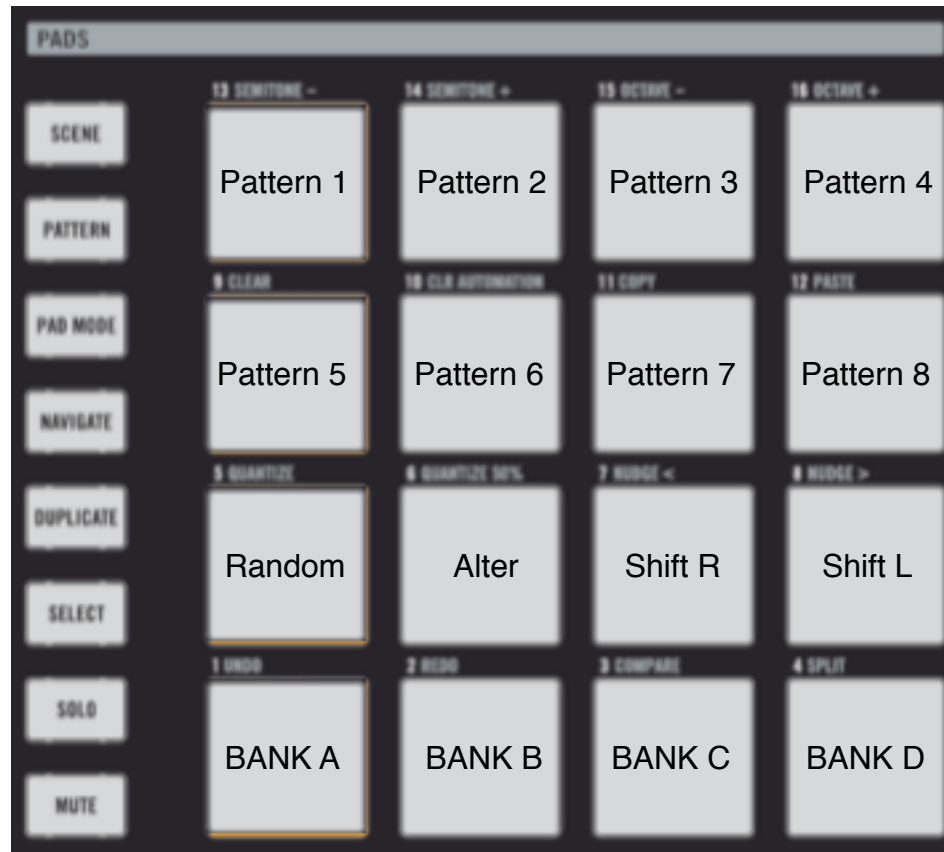 PADS
13 SEMITONE - 14 SEMITONE + 15 OCTAVE - 16 OCTAVE +
SCENE
Pattern 1 Pattern 2 Pattern 3 Pattern 4
PATTERN
9 CLEAR 10 CLR AUTOMATION 11 COPY 12 PASTE
PAD MODE
Pattern 5 Pattern 6 Pattern 7 Pattern 8
NAVIGATE
5 QUANTIZE 6 QUANTIZE 50% 7 NUDGE < 8 NUDGE >
DUPLICATE
Random Alter Shift R Shift L
SELECT
1 UNDO 2 REDO 3 COMPARE 4 SPLIT
SOLO
BANK A BANK B BANK C BANK D
MUTE